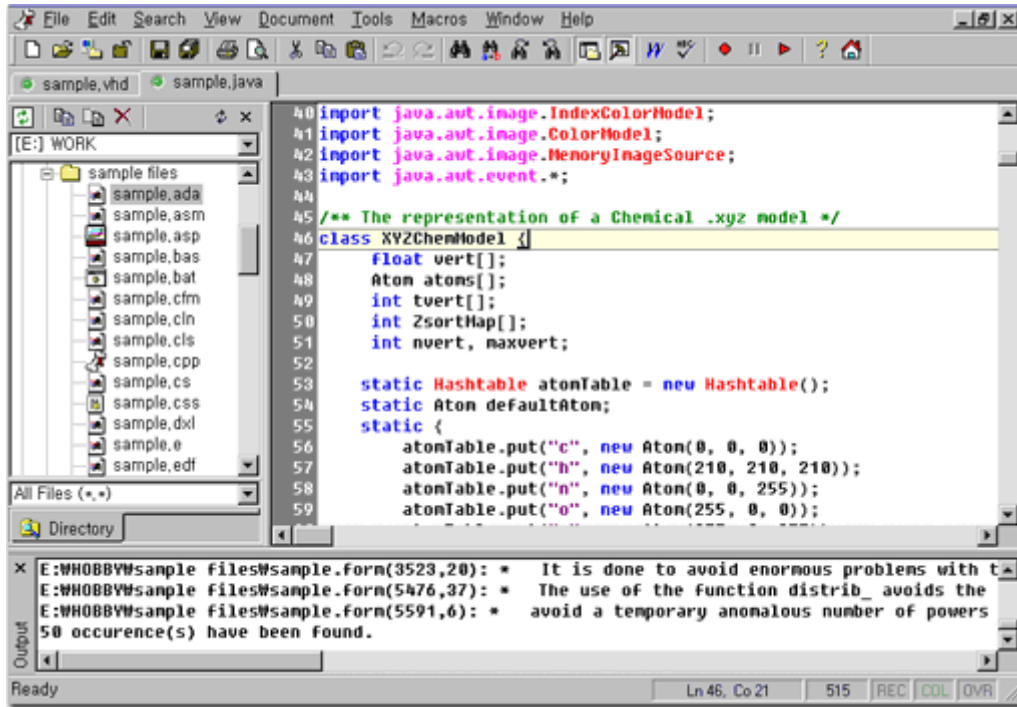 File Edit Search View Document Tools Macros Window Help
sample.vhd sample.java
[E:] WORK
sample files
sample.ada
sample.asm
sample.asp
sample.bas
sample.bat
sample.cfm
sample.cln
sample.cls
sample.cpp
sample.cs
sample.css
sample.dxl
sample.e
sample.edf
All Files (*.*)
Directory
40 import java.awt.image.IndexColorModel;
41 import java.awt.image.ColorModel;
42 import java.awt.image.MemoryImageSource;
43 import java.awt.event.*;
44
45 /** The representation of a Chemical .xyz model */
46 class XYZChemModel {
47 float vert[];
48 Atom atoms[];
49 int tvert[];
50 int ZsortMap[];
51 int nvert, maxvert;
52
53 static Hashtable atomTable = new Hashtable();
54 static Atom defaultAtom;
55 static {
56 atomTable.put("c", new Atom(0, 0, 0));
57 atomTable.put("h", new Atom(210, 210, 210));
58 atomTable.put("n", new Atom(0, 0, 255));
59 atomTable.put("o", new Atom(255, 0, 0));
Output
E:₩HOBBY₩sample files₩sample.form(3523,20): * It is done to avoid enormous problems with t
E:₩HOBBY₩sample files₩sample.form(5476,37): * The use of the function distrib_ avoids the
E:₩HOBBY₩sample files₩sample.form(5591,6): * avoid a temporary anomalous number of powers
50 occurence(s) have been found.
Ready Ln 46, Co 21 515 REC COL OVR